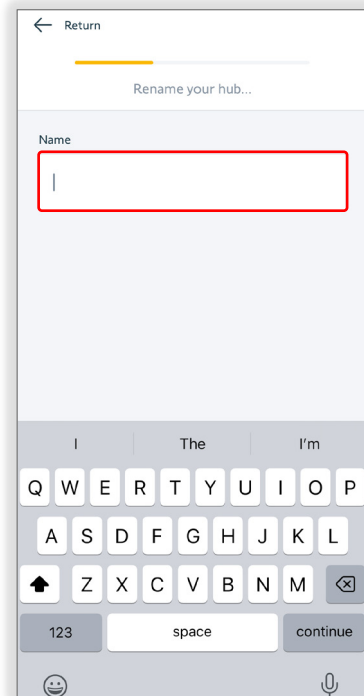 Return
Rename your hub...
Name
I The I'm
Q W E R T Y U I O P
A S D F G H J K L
Z X C V B N M
123 space continue